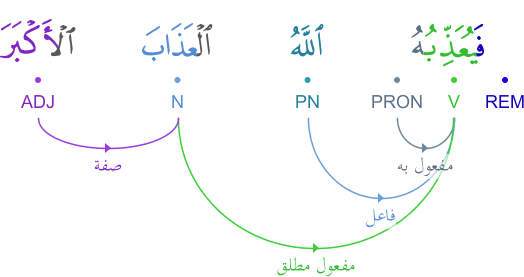 فَيُعَذِّبُهُ ٱللَّهُ ٱلْعَذَابَ ٱلْأَكْبَرَ
REM V PRON PN N ADJ
صفة مفعول به
فاعل
مفعول مطلق